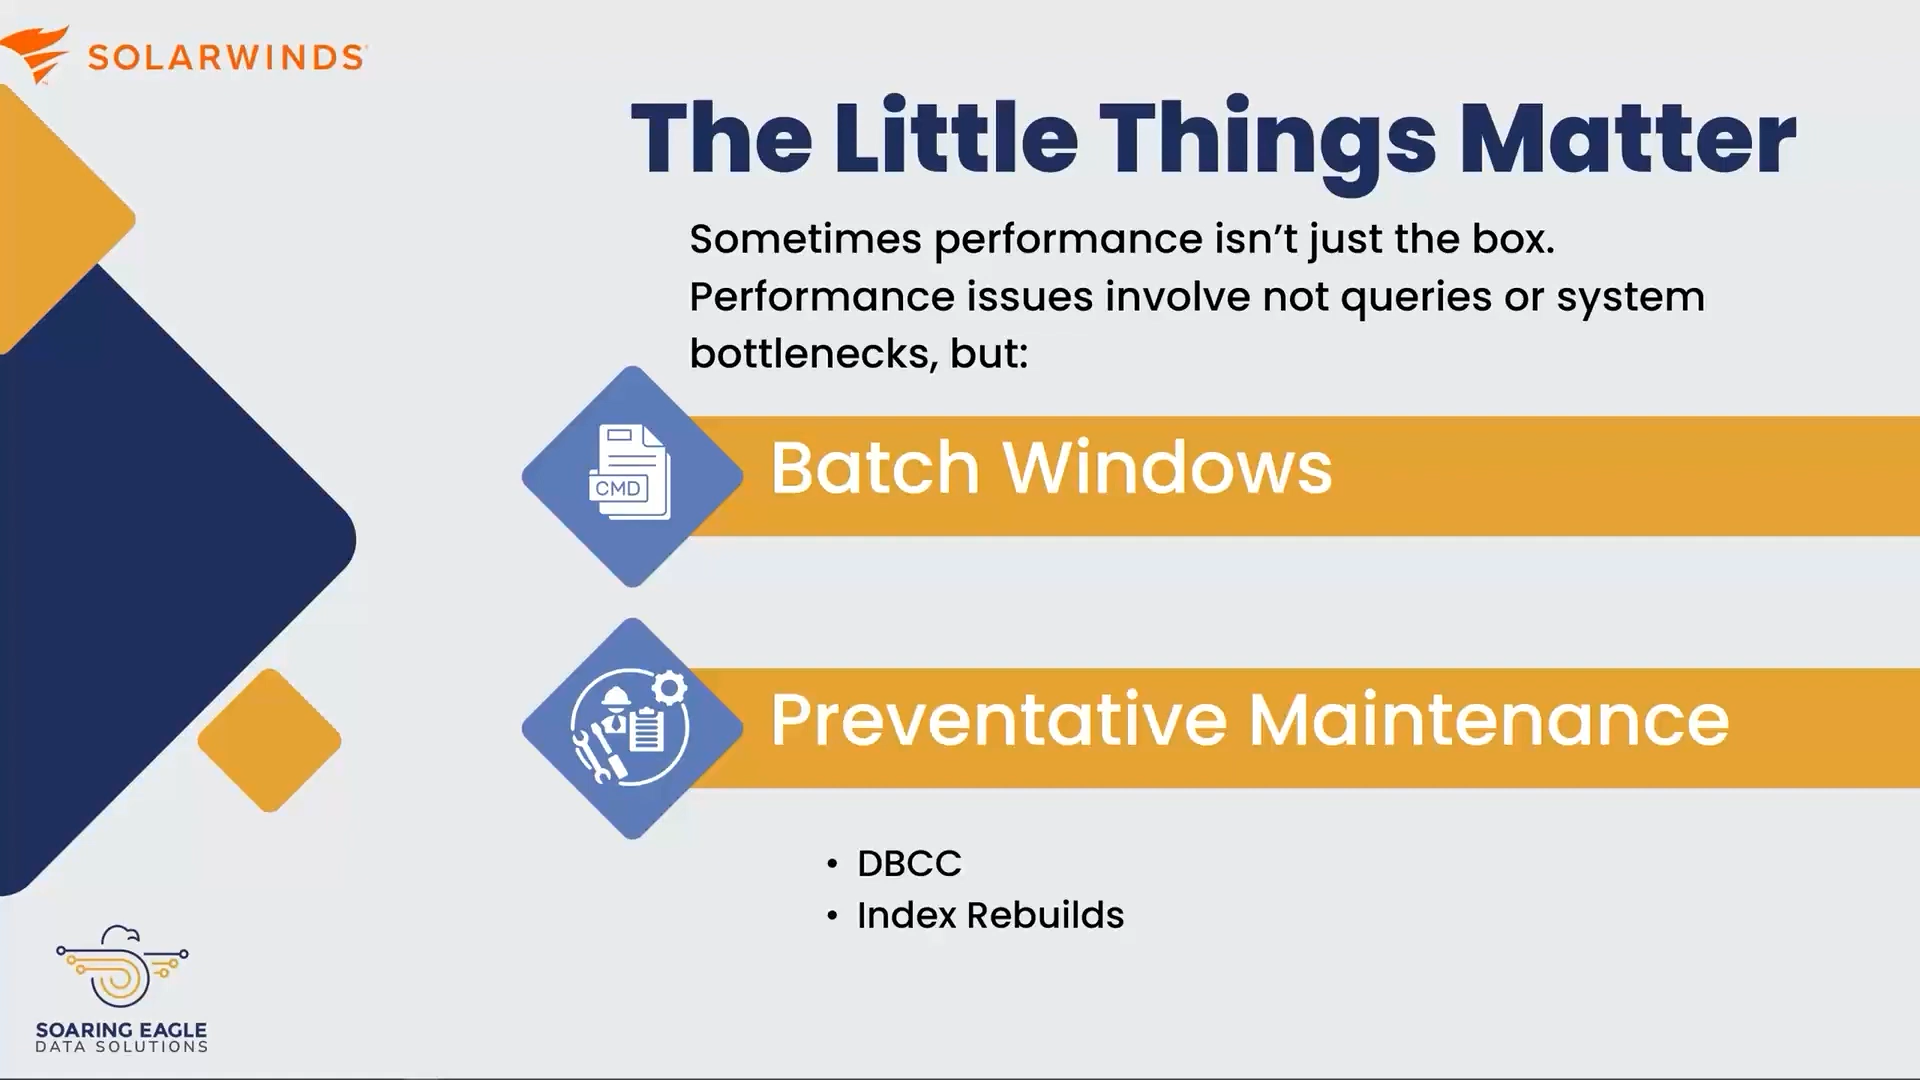 SOLARWINDS
The Little Things Matter
Sometimes performance isn’t just the box.
Performance issues involve not queries or system
bottlenecks, but:
CMD
Batch Windows
Preventative Maintenance
• DBCC
• Index Rebuilds
SOARING EAGLE
DATA SOLUTIONS